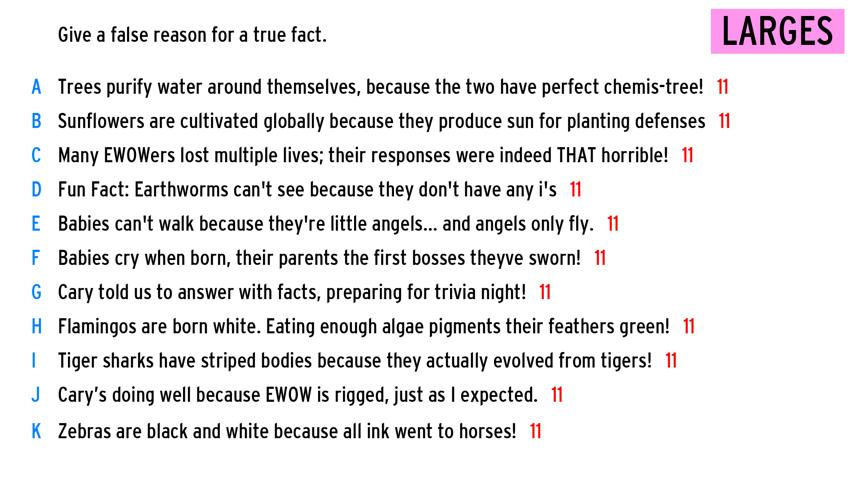 Give a false reason for a true fact.
LARGES
A Trees purify water around themselves, because the two have perfect chemis-tree! 11
B Sunflowers are cultivated globally because they produce sun for planting defenses 11
C Many EWOWers lost multiple lives; their responses were indeed THAT horrible! 11
D Fun Fact: Earthworms can't see because they don't have any i's 11
E Babies can't walk because they're little angels... and angels only fly. 11
F Babies cry when born, their parents the first bosses theyve sworn! 11
G Cary told us to answer with facts, preparing for trivia night! 11
H Flamingos are born white. Eating enough algae pigments their feathers green! 11
I Tiger sharks have striped bodies because they actually evolved from tigers! 11
J Cary’s doing well because EWOW is rigged, just as I expected. 11
K Zebras are black and white because all ink went to horses! 11